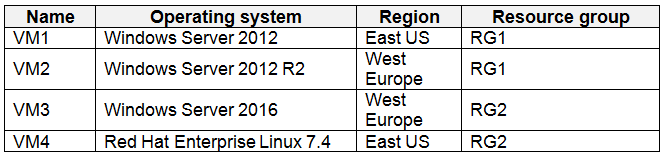 Name Operating system Region Resource group
VM1 Windows Server 2012 East US RG1
VM2 Windows Server 2012 R2 West Europe RG1
VM3 Windows Server 2016 West Europe RG2
VM4 Red Hat Enterprise Linux 7.4 East US RG2